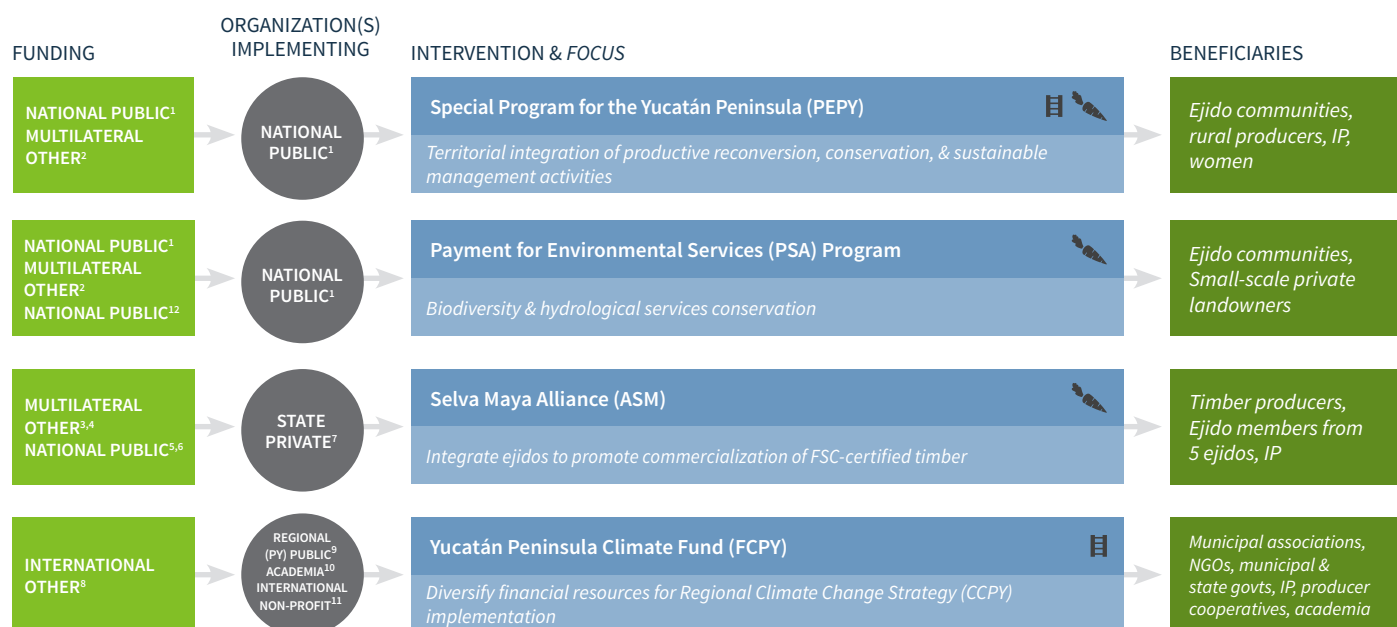 FUNDING
ORGANIZATION(S)
IMPLEMENTING
INTERVENTION & FOCUS
BENEFICIARIES
NATIONAL PUBLIC¹
MULTILATERAL
OTHER²
NATIONAL
PUBLIC¹
Special Program for the Yucatán Peninsula (PEPY)
Territorial integration of productive reconversion, conservation, & sustainable
management activities
Ejido communities,
rural producers, IP,
women
NATIONAL PUBLIC¹
MULTILATERAL
OTHER²
NATIONAL PUBLIC¹²
NATIONAL
PUBLIC¹
Payment for Environmental Services (PSA) Program
Biodiversity & hydrological services conservation
Ejido communities,
Small-scale private
landowners
MULTILATERAL
OTHER³,⁴
NATIONAL PUBLIC⁵,⁶
STATE
PRIVATE⁷
Selva Maya Alliance (ASM)
Integrate ejidos to promote commercialization of FSC-certified timber
Timber producers,
Ejido members from
5 ejidos, IP
INTERNATIONAL
OTHER⁸
REGIONAL
(PY) PUBLIC⁹
ACADEMIA¹⁰
INTERNATIONAL
NON-PROFIT¹¹
Yucatán Peninsula Climate Fund (FCPY)
Diversify financial resources for Regional Climate Change Strategy (CCPY)
implementation
Municipal associations,
NGOs, municipal &
state govts, IP, producer
cooperatives, academia